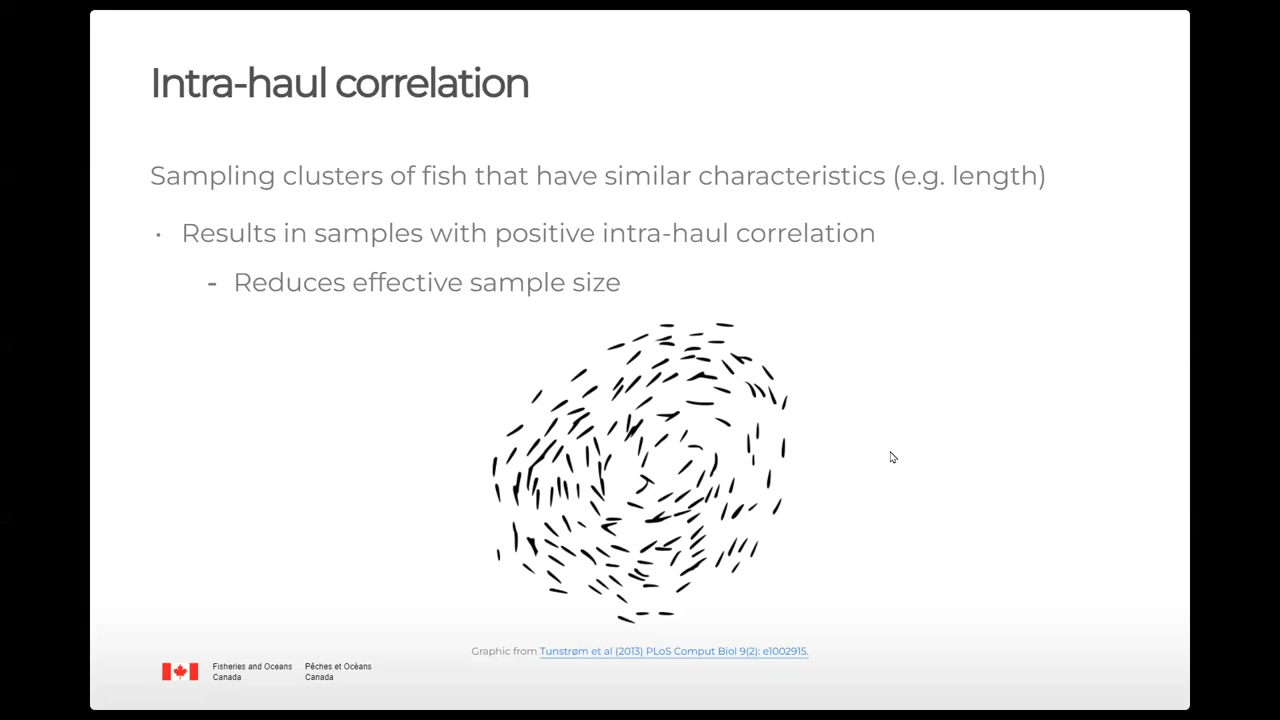 Intra-haul correlation
Sampling clusters of fish that have similar characteristics (e.g. length)
· Results in samples with positive intra-haul correlation
- Reduces effective sample size
Graphic from Tunstrøm et al (2013) PLoS Comput Biol 9(2): e1002915.
Fisheries and Oceans Pêches et Océans
Canada Canada